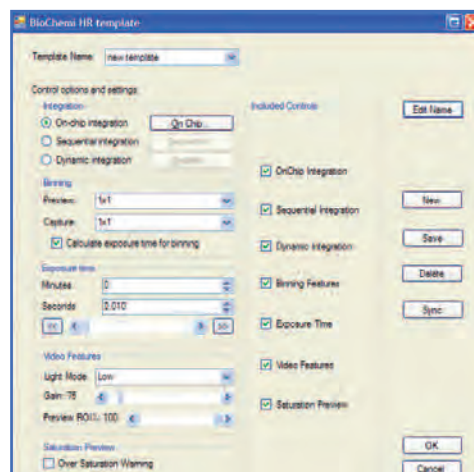 BioChemi HR template
Template Name: new template
Control options and settings:
Integration
On-chip integration On Chip...
Sequential integration
Dynamic integration
Binning
Preview: 1x1
Capture: 1x1
Calculate exposure time for binning
Exposure time
Minutes 0
Seconds 0.010
<< >>
Video Features
Light Mode: Low
Gain: 75
Preview ROI%: 100
Saturation Preview
Over Saturation Warning
Included Controls
OnChip Integration
Sequential Integration
Dynamic integration
Binning Features
Exposure Time
Video Features
Saturation Preview
Edit Name
New
Save
Delete
Sync
OK
Cancel